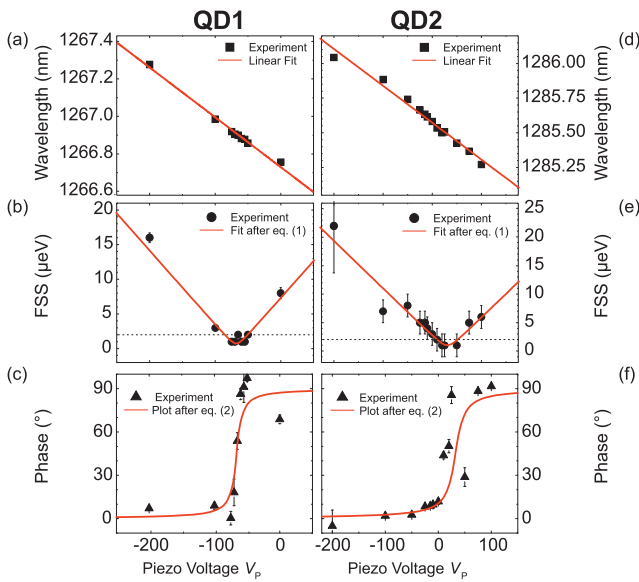 QD1 QD2
(a) (d)
Wavelength (nm)
1267.4
1267.2
1267.0
1266.8
1266.6
Experiment
Linear Fit
Experiment
Linear Fit
1286.00
1285.75
1285.50
1285.25
Wavelength (nm)
(b) (e)
FSS (µeV)
20
15
10
5
0
Experiment
Fit after eq. (1)
Experiment
Fit after eq. (1)
25
20
15
10
5
0
FSS (µeV)
(c) (f)
Phase (°)
90
60
30
0
Experiment
Plot after eq. (2)
Experiment
Plot after eq. (2)
90
60
30
0
Phase (°)
-200 -100 0 -200 -100 0 100
Piezo Voltage VP Piezo Voltage VP